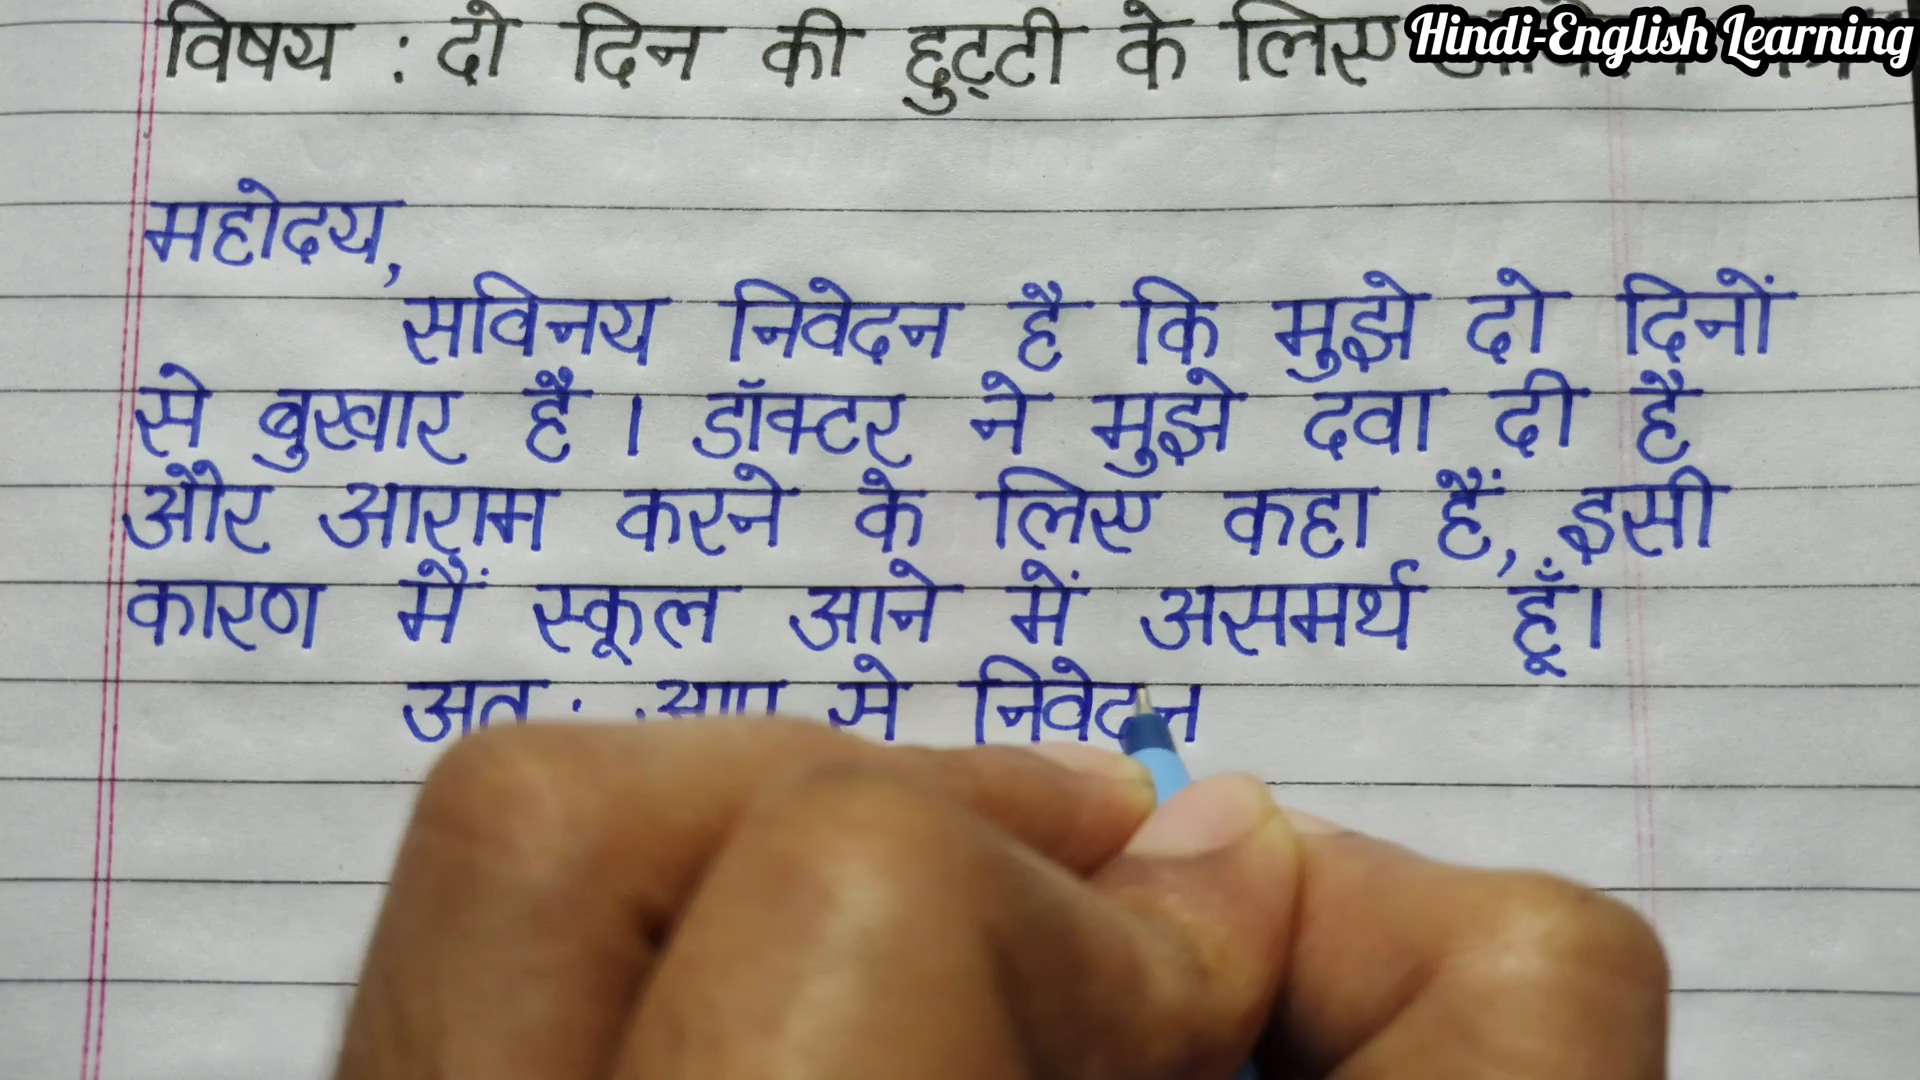 विषय : दो दिन की छुट्टी के लिए
Hindi-English Learning
महोदय,
सविनय निवेदन है कि मुझे दो दिनों
से बुखार है । डॉक्टर ने मुझे दवा दी है
और आराम करने के लिए कहा हैं, इसी
कारण मैं स्कूल आने में असमर्थ हूँ।
अतः आप से निवेदन